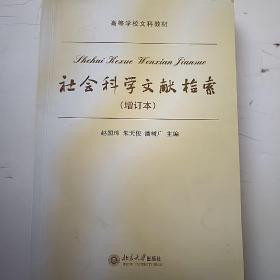 高等学校文科教材
Shehui Kexue Wenxian Jiansuo
社会科学文献检索
(增订本)
赵国璋 朱天俊 潘树广 主编
北京大学出版社